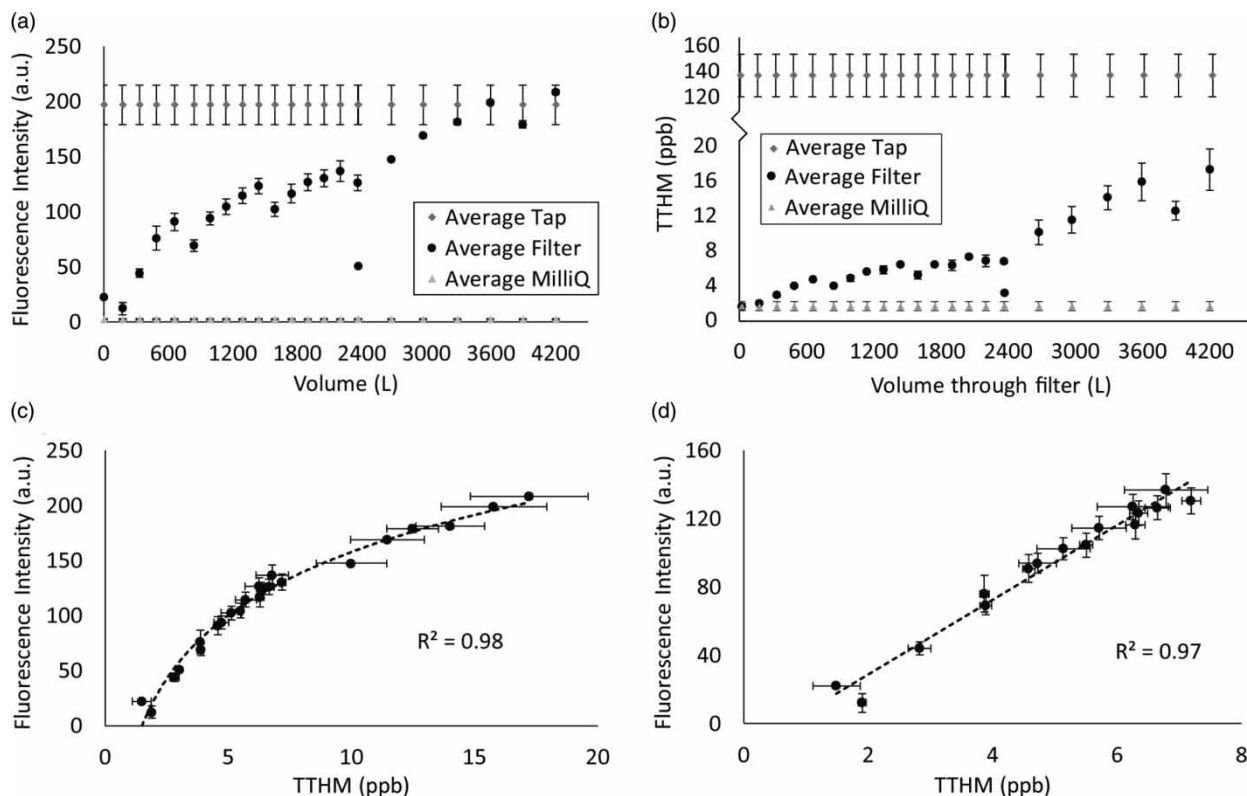 (a)
250
200
150
100
50
0
Fluorescence Intensity (a.u.)
Average Tap
Average Filter
Average MilliQ
0 600 1200 1800 2400 3000 3600 4200
Volume (L)
(b)
160
140
120
20
16
12
8
4
0
TTHM (ppb)
Average Tap
Average Filter
Average MilliQ
0 600 1200 1800 2400 3000 3600 4200
Volume through filter (L)
(c)
250
200
150
100
50
0
Fluorescence Intensity (a.u.)
R² = 0.98
0 5 10 15 20
TTHM (ppb)
(d)
160
120
80
40
0
Fluorescence Intensity (a.u.)
R² = 0.97
0 2 4 6 8
TTHM (ppb)